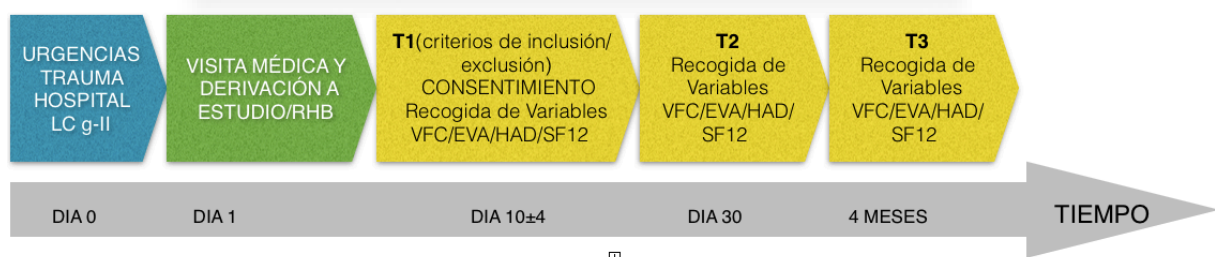 URGENCIAS
TRAUMA
HOSPITAL
LC g-II
VISITA MÉDICA Y
DERIVACIÓN A
ESTUDIO/RHB
T1(criterios de inclusión/
exclusión)
CONSENTIMIENTO
Recogida de Variables
VFC/EVA/HAD/SF12
T2
Recogida de
Variables
VFC/EVA/HAD/
SF12
T3
Recogida de
Variables
VFC/EVA/HAD/
SF12
DIA 0
DIA 1
DIA 10±4
DIA 30
4 MESES
TIEMPO